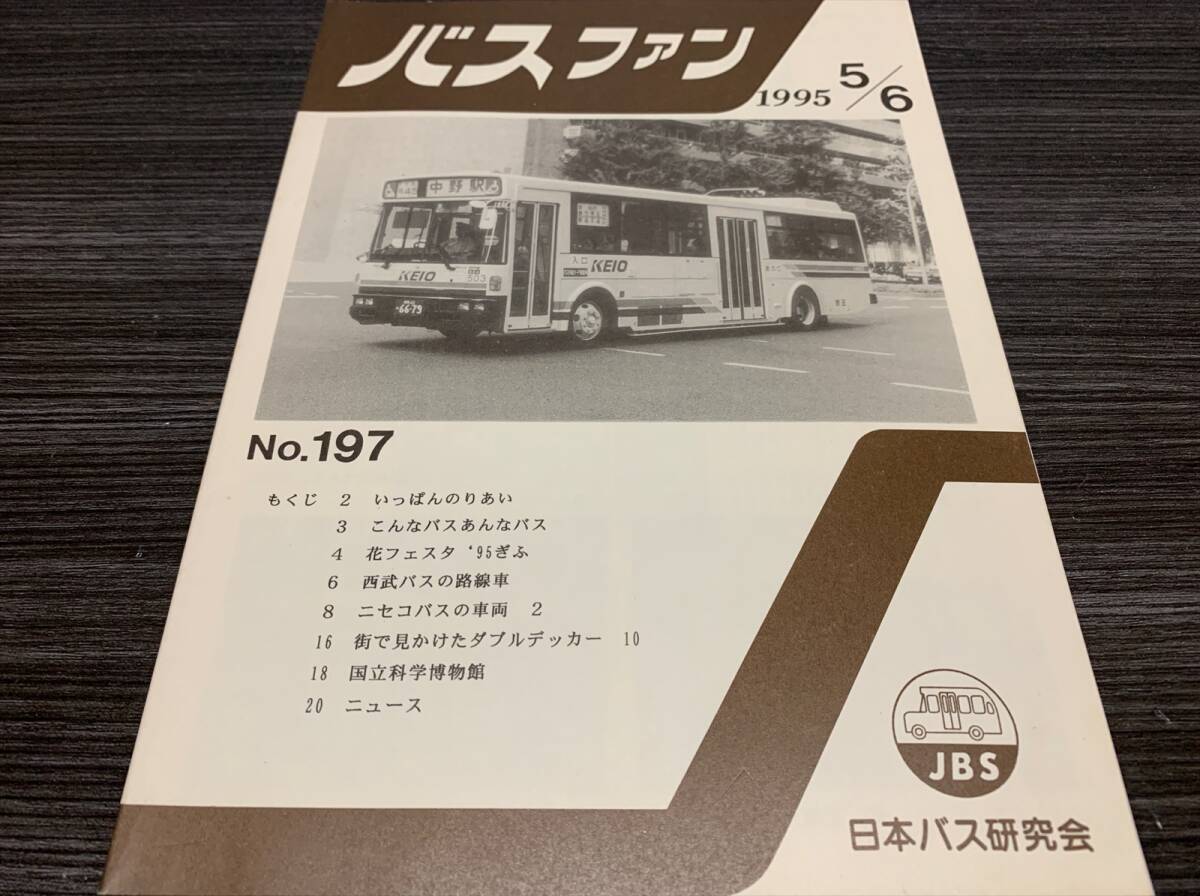 バスファン
1995 5/6
中野駅
KEIO
503
66-79
入口
KEIO
京王
No.197
もくじ 2 いっぱんのりあい
3 こんなバスあんなバス
4 花フェスタ '95ぎふ
6 西武バスの路線車
8 ニセコバスの車両 2
16 街で見かけたダブルデッカー 10
18 国立科学博物館
20 ニュース
JBS
日本バス研究会